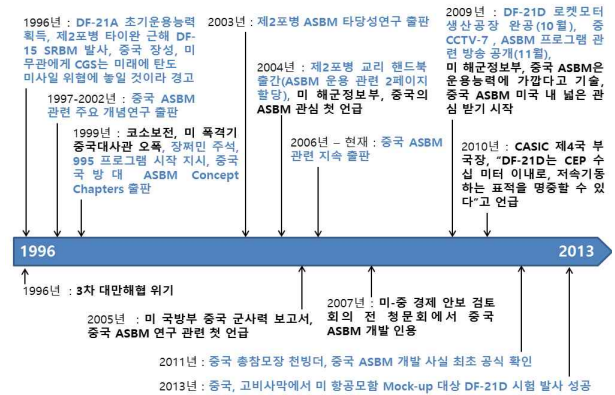 1996년 : DF-21A 초기운용능력
획득, 제2포병 타이완 근해 DF-
15 SRBM 발사, 중국 장성, 미
무관에게 CGS는 미래에 탄도
미사일 위협에 놓일 것이라 경고
1997-2002년 : 중국 ASBM
관련 주요 개념연구 출판
1999년 : 코소보전, 미 폭격기
중국대사관 오폭, 장쩌민 주석,
995 프로그램 시작 지시, 중국
국방대 ASBM Concept
Chapters 출판
2003년 : 제2포병 ASBM 타당성연구 출판
2004년 : 제2포병 교리 핸드북
출간(ASBM 운용 관련 2페이지
할당), 미 해군정보부, 중국의
ASBM 관심 첫 언급
2006년 – 현재 : 중국 ASBM
관련 지속 출판
2009년 : DF-21D 로켓모터
생산공장 완공(10월), 중
CCTV-7 , ASBM 프로그램 관
련 방송 공개(11월),
미 해군정보부, 중국 ASBM은
운용능력에 가깝다고 기술,
중국 ASBM 미국 내 넓은 관
심 받기 시작
2010년 : CASIC 제4국 부
국장, “DF-21D는 CEP 수
십 미터 이내로, 저속기동
하는 표적을 명중할 수 있
다”고 언급
1996
2013
1996년 : 3차 대만해협 위기
2005년 : 미 국방부 중국 군사력 보고서,
중국 ASBM 연구 관련 첫 언급
2007년 : 미-중 경제 안보 검토
회의 전 청문회에서 중국
ASBM 개발 인용
2011년 : 중국 총참모장 천빙더, 중국 ASBM 개발 사실 최초 공식 확인
2013년 : 중국, 고비사막에서 미 항공모함 Mock-up 대상 DF-21D 시험 발사 성공